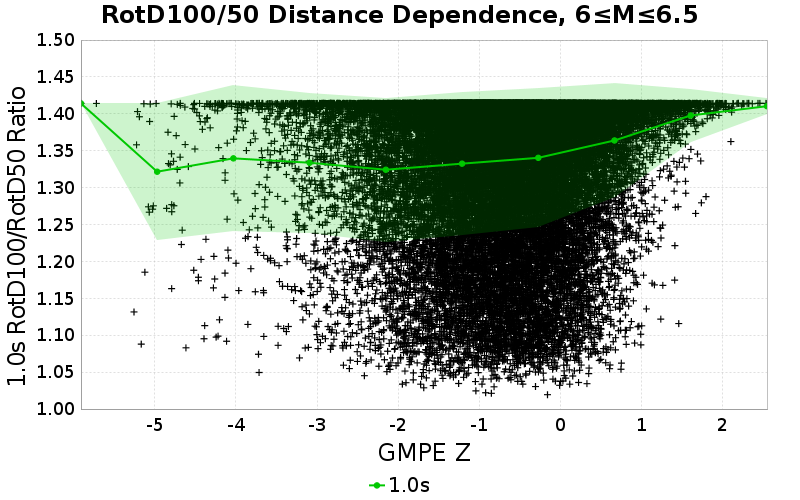 RotD100/50 Distance Dependence, 6≤M≤6.5
1.50
1.45
1.40
1.35
1.30
1.25
1.20
1.15
1.10
1.05
1.00
1.0s RotD100/RotD50 Ratio
-5 -4 -3 -2 -1 0 1 2
GMPE Z
1.0s